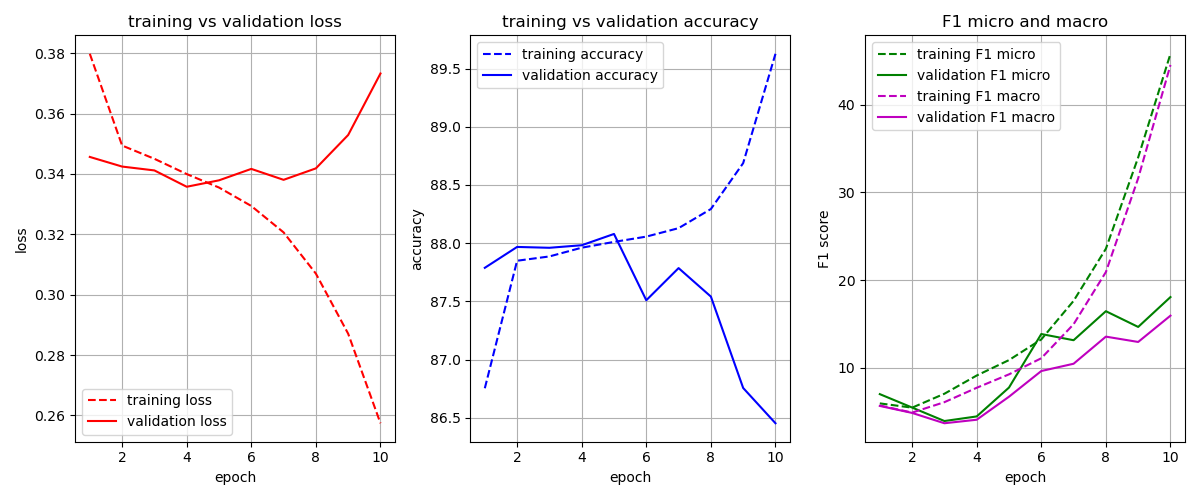 training vs validation loss
0.38
0.36
0.34
0.32
0.30
0.28
0.26
loss
training loss
validation loss
2 4 6 8 10
epoch
training vs validation accuracy
training accuracy
validation accuracy
89.5
89.0
88.5
88.0
87.5
87.0
86.5
accuracy
2 4 6 8 10
epoch
F1 micro and macro
training F1 micro
validation F1 micro
training F1 macro
validation F1 macro
40
30
20
10
F1 score
2 4 6 8 10
epoch